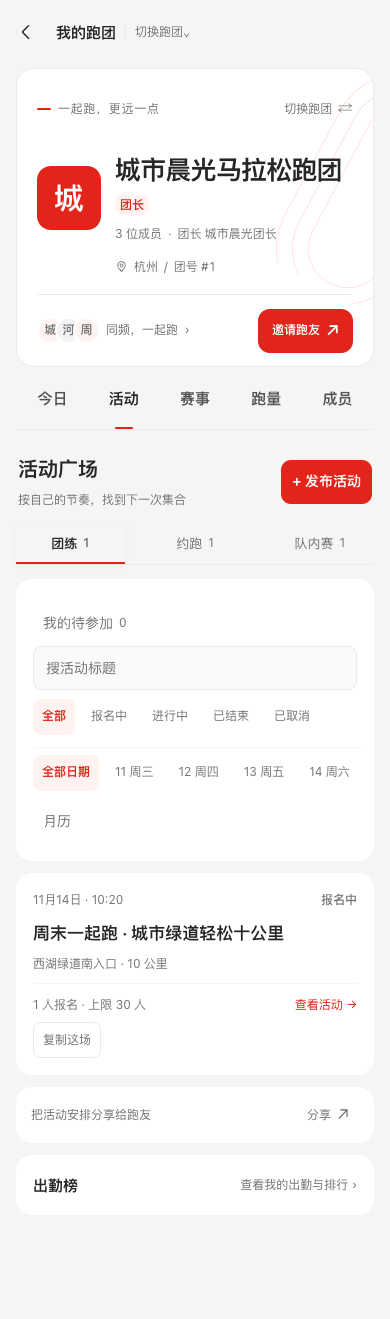 我的跑团 切换跑团
一起跑，更远一点 切换跑团
城 城市晨光马拉松跑团
团长
3 位成员 · 团长 城市晨光团长
杭州 / 团号 #1
城 河 周 同频，一起跑 › 邀请跑友
今日 活动 赛事 跑量 成员
活动广场
按自己的节奏，找到下一次集合
+ 发布活动
团练 1 约跑 1 队内赛 1
我的待参加 0
搜活动标题
全部 报名中 进行中 已结束 已取消
全部日期 11 周三 12 周四 13 周五 14 周六
月历
11月14日 · 10:20 报名中
周末一起跑 · 城市绿道轻松十公里
西湖绿道南入口 · 10 公里
1 人报名 · 上限 30 人 查看活动 →
复制这场
把活动安排分享给跑友 分享
出勤榜 查看我的出勤与排行 ›